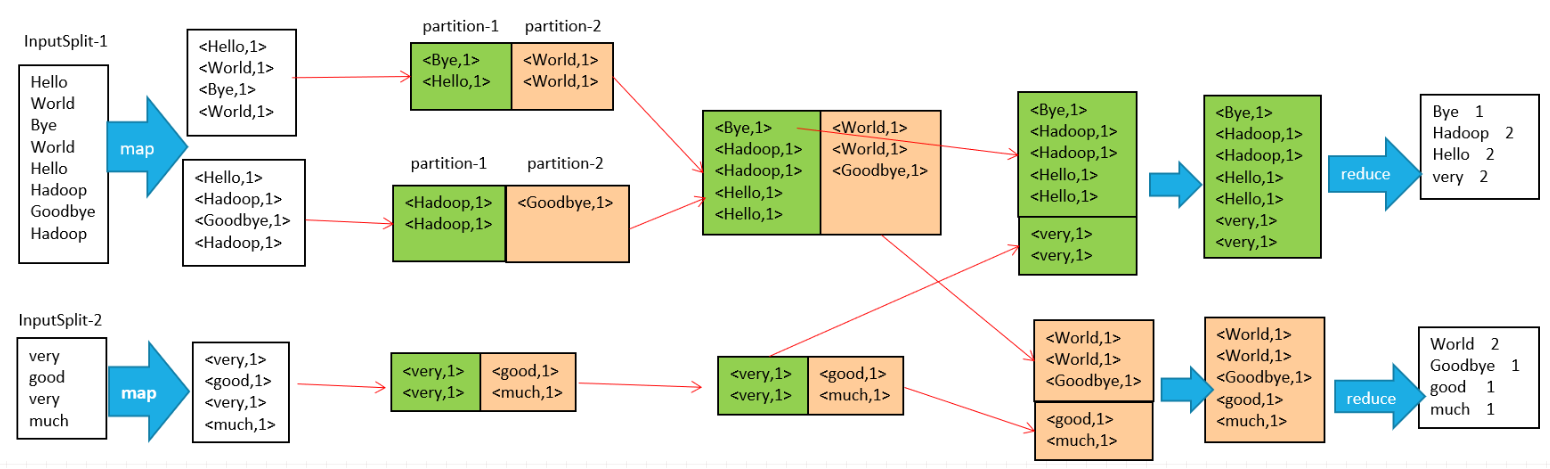 InputSplit-1
Hello
World
Bye
World
Hello
Hadoop
Goodbye
Hadoop
map
<Hello,1>
<World,1>
<Bye,1>
<World,1>
<Hello,1>
<Hadoop,1>
<Goodbye,1>
<Hadoop,1>
partition-1 partition-2
<Bye,1> <World,1>
<Hello,1> <World,1>
partition-1 partition-2
<Hadoop,1> <Goodbye,1>
<Hadoop,1>
<Bye,1> <World,1>
<Hadoop,1> <World,1>
<Hadoop,1> <Goodbye,1>
<Hello,1>
<Hello,1>
<Bye,1>
<Hadoop,1>
<Hadoop,1>
<Hello,1>
<Hello,1>
<very,1>
<very,1>
<Bye,1>
<Hadoop,1>
<Hadoop,1>
<Hello,1>
<Hello,1>
<very,1>
<very,1>
reduce
Bye 1
Hadoop 2
Hello 2
very 2
InputSplit-2
very
good
very
much
map
<very,1>
<good,1>
<very,1>
<much,1>
<very,1> <good,1>
<very,1> <much,1>
<very,1> <good,1>
<very,1> <much,1>
<World,1>
<World,1>
<Goodbye,1>
<good,1>
<much,1>
<World,1>
<World,1>
<Goodbye,1>
<good,1>
<much,1>
reduce
World 2
Goodbye 1
good 1
much 1